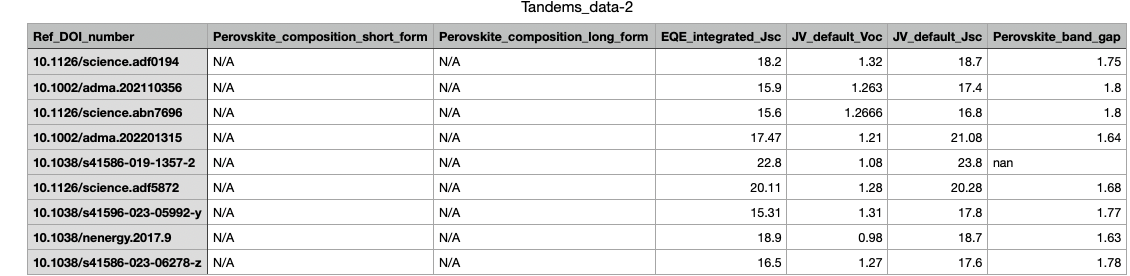 Tandems_data-2
Ref_DOI_number Perovskite_composition_short_form Perovskite_composition_long_form EQE_integrated_Jsc JV_default_Voc JV_default_Jsc Perovskite_band_gap
10.1126/science.adf0194 N/A N/A 18.2 1.32 18.7 1.75
10.1002/adma.202110356 N/A N/A 15.9 1.263 17.4 1.8
10.1126/science.abn7696 N/A N/A 15.6 1.2666 16.8 1.8
10.1002/adma.202201315 N/A N/A 17.47 1.21 21.08 1.64
10.1038/s41586-019-1357-2 N/A N/A 22.8 1.08 23.8 nan
10.1126/science.adf5872 N/A N/A 20.11 1.28 20.28 1.68
10.1038/s41596-023-05992-y N/A N/A 15.31 1.31 17.8 1.77
10.1038/nenergy.2017.9 N/A N/A 18.9 0.98 18.7 1.63
10.1038/s41586-023-06278-z N/A N/A 16.5 1.27 17.6 1.78